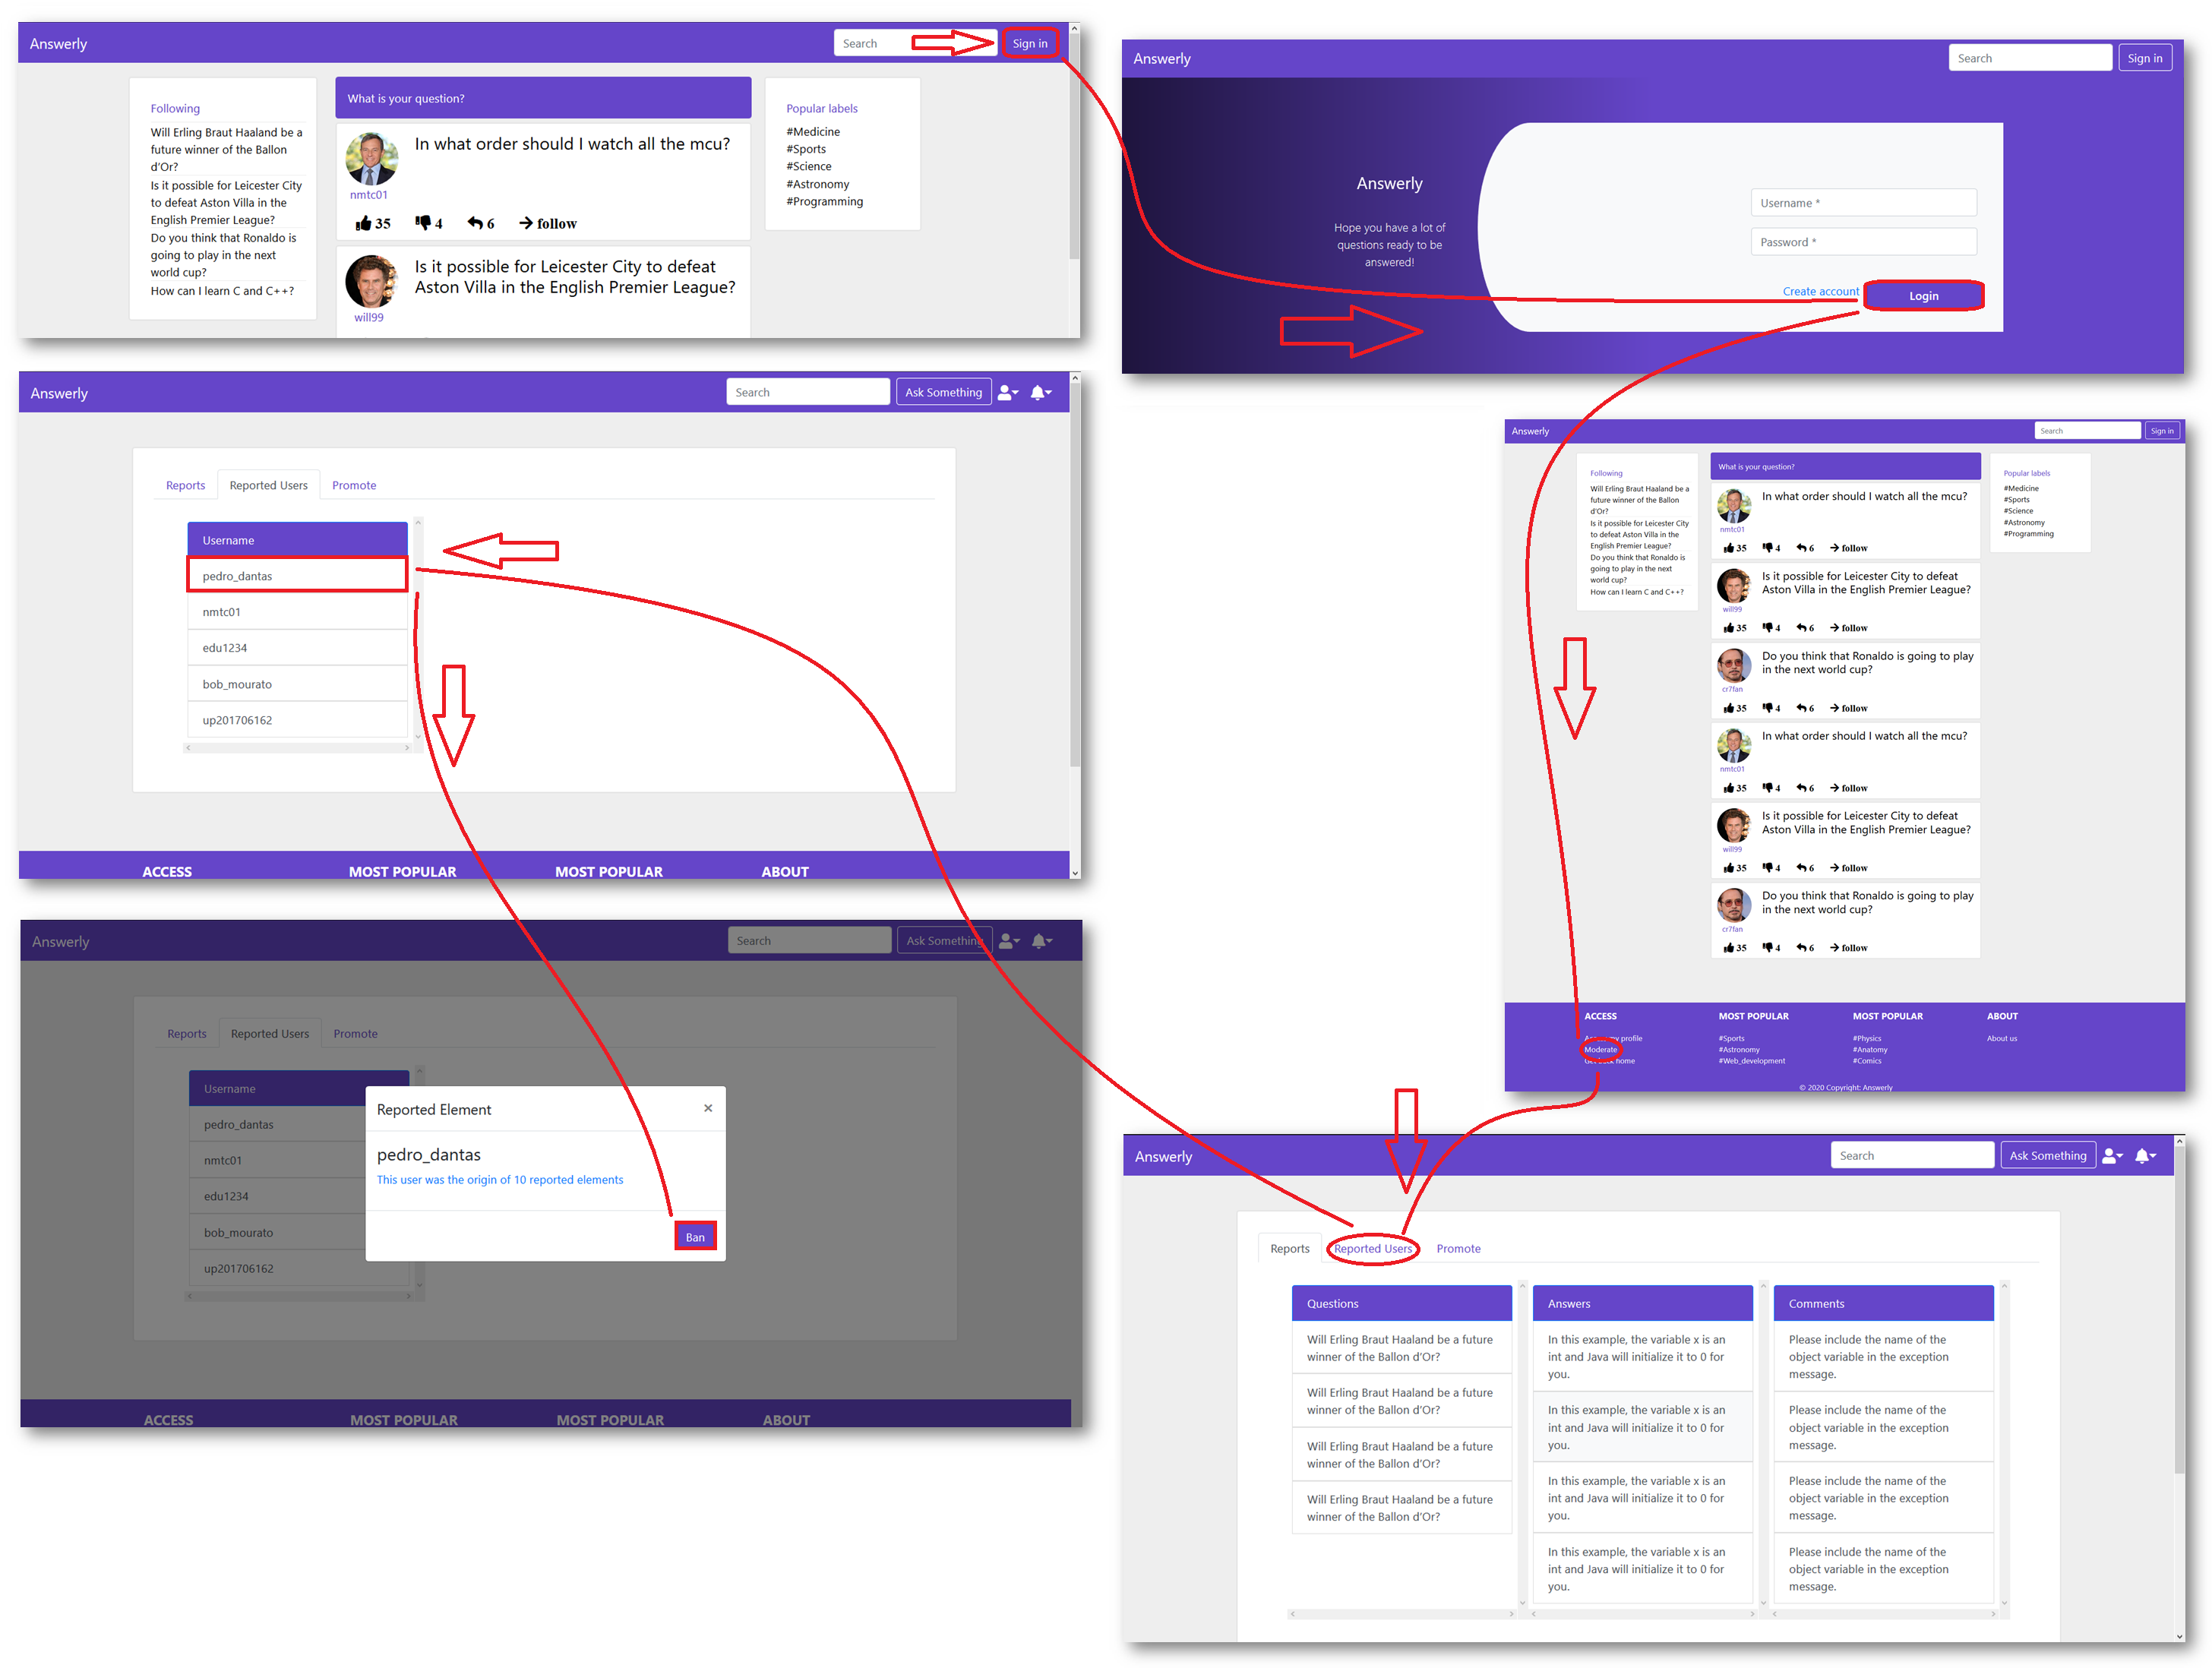 Answerly
Search
Sign in
Following
Will Erling Braut Haaland be a
future winner of the Ballon
d'Or?
Is it possible for Leicester City
to defeat Aston Villa in the
English Premier League?
Do you think that Ronaldo is
going to play in the next
world cup?
How can I learn C and C++?
What is your question?
In what order should I watch all the mcu?
nmtc01
35 4 6 follow
Is it possible for Leicester City to defeat
Aston Villa in the English Premier League?
will99
Popular labels
#Medicine
#Sports
#Science
#Astronomy
#Programming
Answerly
Search
Sign in
Answerly
Hope you have a lot of
questions ready to be
answered!
Username *
Password *
Create account
Login
Answerly
Search
Ask Something
Reports
Reported Users
Promote
Username
pedro_dantas
nmtc01
edu1234
bob_mourato
up201706162
ACCESS
MOST POPULAR
MOST POPULAR
ABOUT
Answerly
Search
Sign in
Following
Will Erling Braut Haaland be a
future winner of the Ballon
d'Or?
Is it possible for Leicester City
to defeat Aston Villa in the
English Premier League?
Do you think that Ronaldo is
going to play in the next
world cup?
How can I learn C and C++?
What is your question?
In what order should I watch all the mcu?
nmtc01
35 4 6 follow
Is it possible for Leicester City to defeat
Aston Villa in the English Premier League?
will99
35 4 6 follow
Do you think that Ronaldo is going to play
in the next world cup?
cr7fan
35 4 6 follow
In what order should I watch all the mcu?
nmtc01
35 4 6 follow
Is it possible for Leicester City to defeat
Aston Villa in the English Premier League?
will99
35 4 6 follow
Do you think that Ronaldo is going to play
in the next world cup?
cr7fan
35 4 6 follow
Popular labels
#Medicine
#Sports
#Science
#Astronomy
#Programming
ACCESS
profile
Moderate
home
MOST POPULAR
#Sports
#Astronomy
#Web_development
MOST POPULAR
#Physics
#Anatomy
#Comics
ABOUT
About us
© 2020 Copyright: Answerly
Answerly
Search
Ask Something
Reports
Reported Users
Promote
Username
pedro_dantas
nmtc01
edu1234
bob_mourato
up201706162
Reported Element
×
pedro_dantas
This user was the origin of 10 reported elements
Ban
ACCESS
MOST POPULAR
MOST POPULAR
ABOUT
Answerly
Search
Ask Something
Reports
Reported Users
Promote
Questions
Will Erling Braut Haaland be a future
winner of the Ballon d'Or?
Will Erling Braut Haaland be a future
winner of the Ballon d'Or?
Will Erling Braut Haaland be a future
winner of the Ballon d'Or?
Will Erling Braut Haaland be a future
winner of the Ballon d'Or?
Answers
In this example, the variable x is an
int and Java will initialize it to 0 for
you.
In this example, the variable x is an
int and Java will initialize it to 0 for
you.
In this example, the variable x is an
int and Java will initialize it to 0 for
you.
In this example, the variable x is an
int and Java will initialize it to 0 for
you.
Comments
Please include the name of the
object variable in the exception
message.
Please include the name of the
object variable in the exception
message.
Please include the name of the
object variable in the exception
message.
Please include the name of the
object variable in the exception
message.